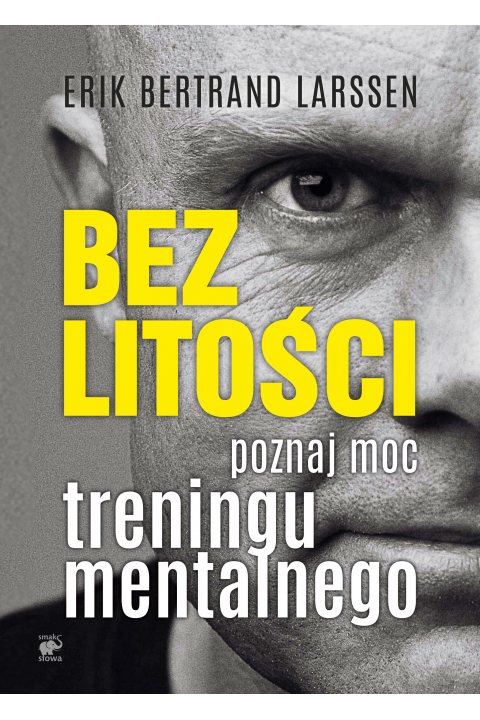 ERIK BERTRAND LARSSEN
BEZ
LITOŚCI
poznaj moc
treningu
mentalnego
smak
słowa